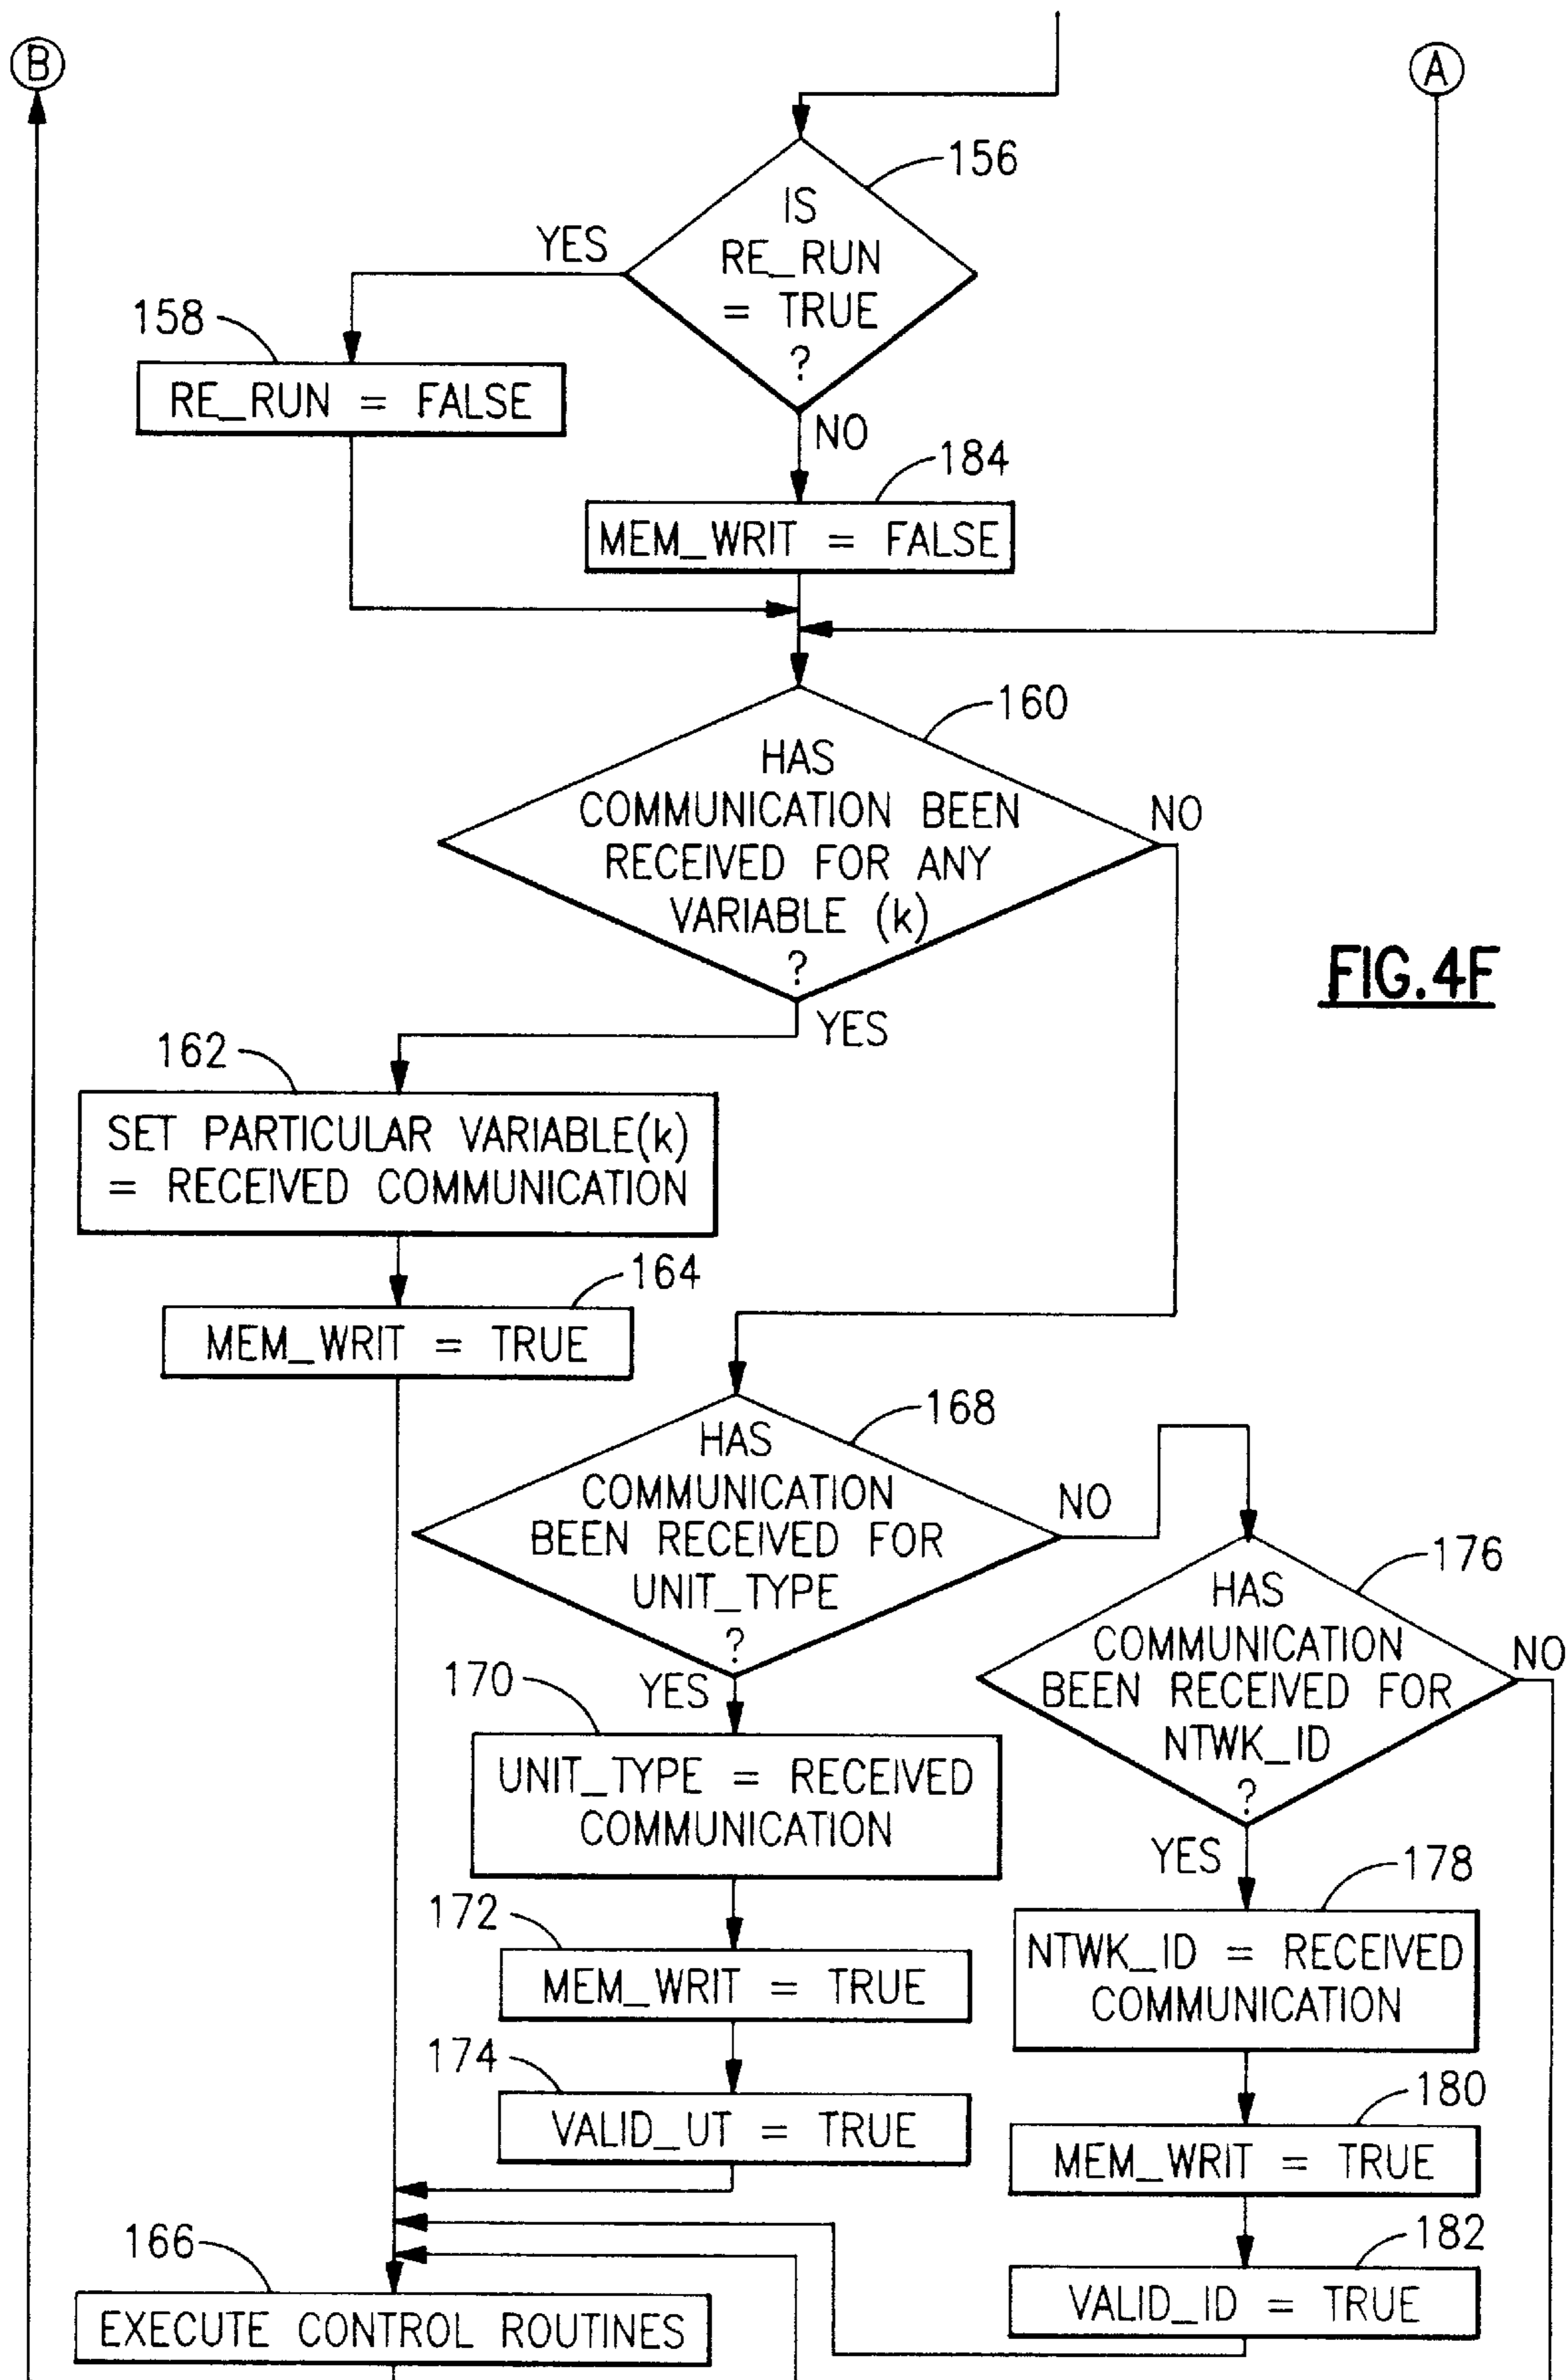 B
A
156
IS
RE_RUN
= TRUE
?
YES
158
RE_RUN = FALSE
NO
184
MEM_WRIT = FALSE
160
HAS
COMMUNICATION BEEN
RECEIVED FOR ANY
VARIABLE (k)
?
NO
FIG.4F
YES
162
SET PARTICULAR VARIABLE(k)
= RECEIVED COMMUNICATION
164
MEM_WRIT = TRUE
168
HAS
COMMUNICATION
BEEN RECEIVED FOR
UNIT_TYPE
?
NO
176
HAS
COMMUNICATION
BEEN RECEIVED FOR
NTWK_ID
?
NO
YES
170
UNIT_TYPE = RECEIVED
COMMUNICATION
YES
178
NTWK_ID = RECEIVED
COMMUNICATION
172
MEM_WRIT = TRUE
174
VALID_UT = TRUE
180
MEM_WRIT = TRUE
182
VALID_ID = TRUE
166
EXECUTE CONTROL ROUTINES